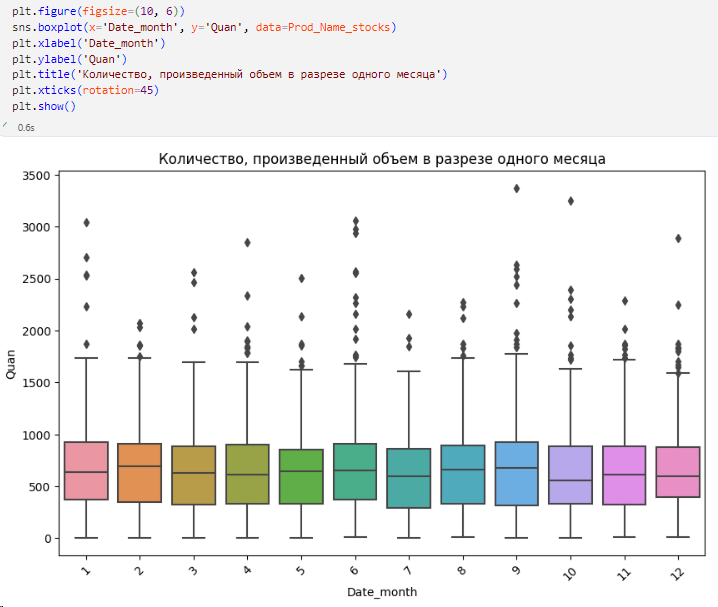 plt.figure(figsize=(10, 6))
sns.boxplot(x='Date_month', y='Quan', data=Prod_Name_stocks)
plt.xlabel('Date_month')
plt.ylabel('Quan')
plt.title('Количество, произведенный объем в разрезе одного месяца')
plt.xticks(rotation=45)
plt.show()
0.6s
Количество, произведенный объем в разрезе одного месяца
3500
3000
2500
2000
1500
1000
500
0
Quan
1 2 3 4 5 6 7 8 9 10 11 12
Date_month